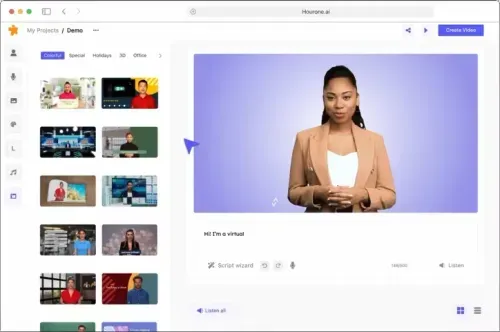 Hourone.ai
My Projects / Demo
Create Video
Colorful Special Holidays 3D Office
Hi! I'm a virtual
Script wizard
Listen
Listen all